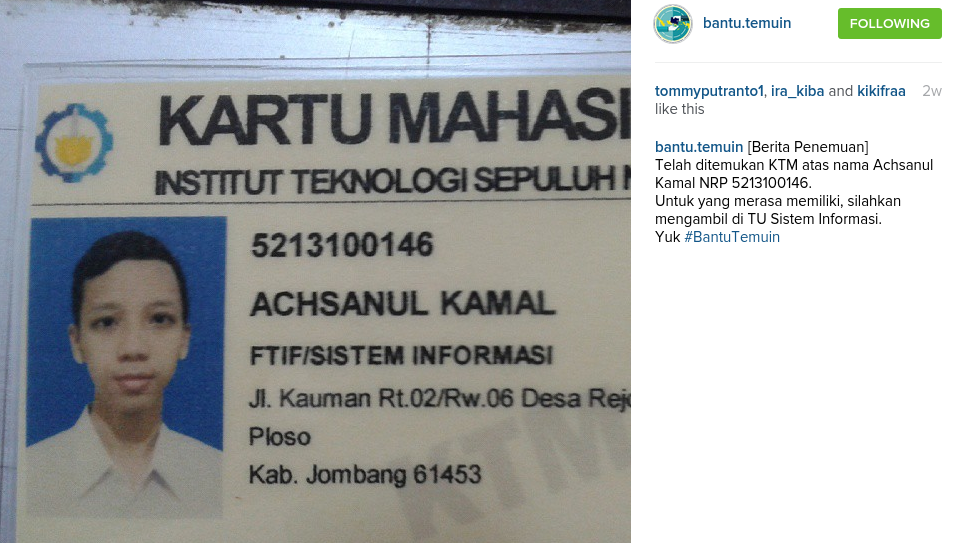 KARTU MAHASI
INSTITUT TEKNOLOGI SEPULUH N
5213100146
ACHSANUL KAMAL
FTIF/SISTEM INFORMASI
Jl. Kauman Rt.02/Rw.06 Desa Rejo
Ploso
Kab. Jombang 61453
KTM
bantu.temuin
FOLLOWING
tommyputranto1, ira_kiba and kikifraa 2w
like this
bantu.temuin [Berita Penemuan]
Telah ditemukan KTM atas nama Achsanul
Kamal NRP 5213100146.
Untuk yang merasa memiliki, silahkan
mengambil di TU Sistem Informasi.
Yuk #BantuTemuin